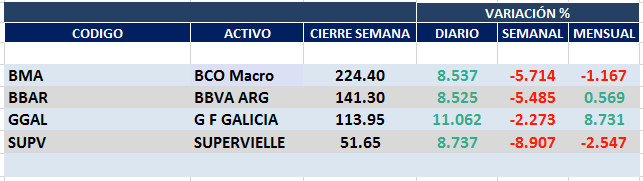 VARIACIÓN %
CODIGO ACTIVO CIERRE SEMANA DIARIO SEMANAL MENSUAL
BMA BCO Macro 224.40 8.537 -5.714 -1.167
BBAR BBVA ARG 141.30 8.525 -5.485 0.569
GGAL G F GALICIA 113.95 11.062 -2.273 8.731
SUPV SUPERVIELLE 51.65 8.737 -8.907 -2.547